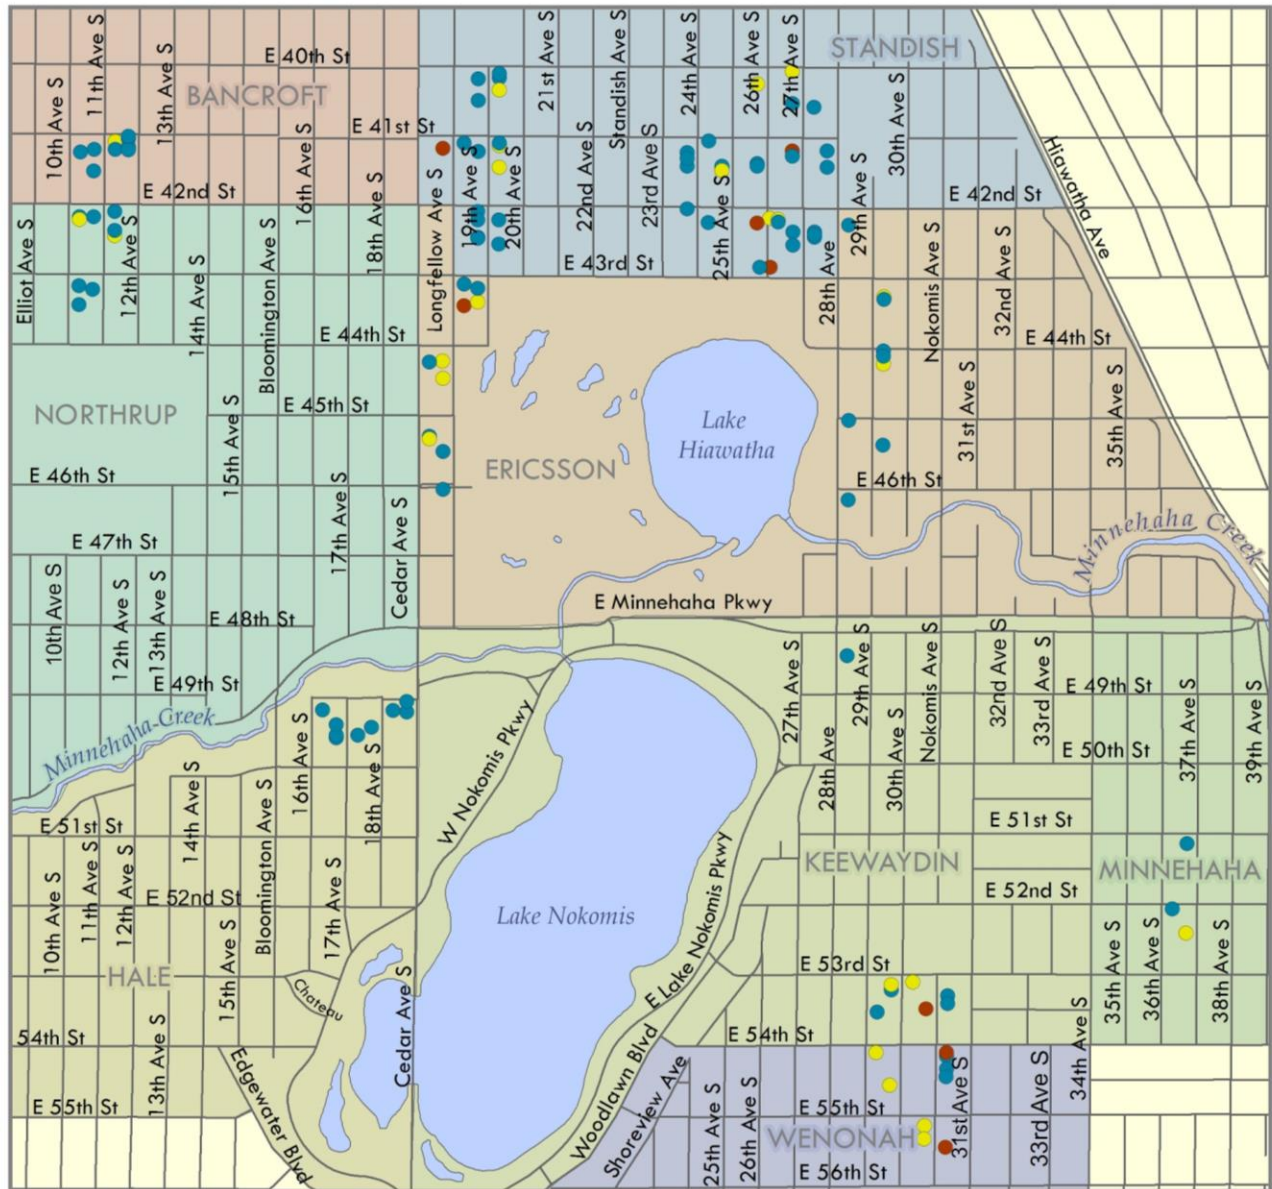 STANDISH
E 40th St
BANCROFT
10th Ave S
11th Ave S
13th Ave S
16th Ave S
18th Ave S
E 41st St
21st Ave S
Standish Ave S
24th Ave S
26th Ave S
27th Ave S
30th Ave S
Hiawatha Ave
E 42nd St
Longfellow Ave S
19th Ave S
20th Ave S
22nd Ave S
23rd Ave S
25th Ave S
29th Ave S
E 42nd St
Elliot Ave S
12th Ave S
14th Ave S
Bloomington Ave S
E 43rd St
28th Ave
Nokomis Ave S
32nd Ave S
E 44th St
E 44th St
NORTHRUP
E 45th St
15th Ave S
Lake
Hiawatha
31st Ave S
35th Ave S
E 46th St
ERICSSON
E 46th St
17th Ave S
Cedar Ave S
E 47th St
Minnehaha Creek
10th Ave S
12th Ave S
13th Ave S
E 48th St
E Minnehaha Pkwy
E 49th St
27th Ave S
29th Ave S
Nokomis Ave S
32nd Ave S
33rd Ave S
E 49th St
37th Ave S
39th Ave S
Minnehaha Creek
16th Ave S
18th Ave S
W Nokomis Pkwy
28th Ave
30th Ave S
E 50th St
E 51st St
14th Ave S
Bloomington Ave S
E 51st St
KEEWAYDIN
MINNEHAHA
10th Ave S
11th Ave S
12th Ave S
E 52nd St
17th Ave S
Lake Nokomis
E Lake Nokomis Pkwy
E 52nd St
HALE
15th Ave S
Chateau
Cedar Ave S
E 53rd St
35th Ave S
36th Ave S
38th Ave S
54th St
13th Ave S
Edgewater Blvd
Woodlawn Blvd
E 54th St
34th Ave S
E 55th St
Shoreview Ave
25th Ave S
26th Ave S
E 55th St
31st Ave S
33rd Ave S
WENONAH
E 56th St